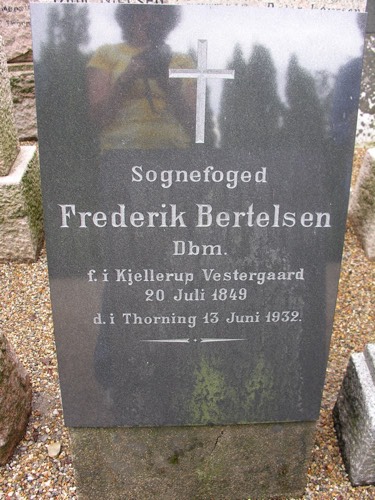 Sognefoged
Frederik Bertelsen
Dbm.
f. i Kjellerup Vestergaard
20 Juli 1849
d. i Thorning 13 Juni 1932.